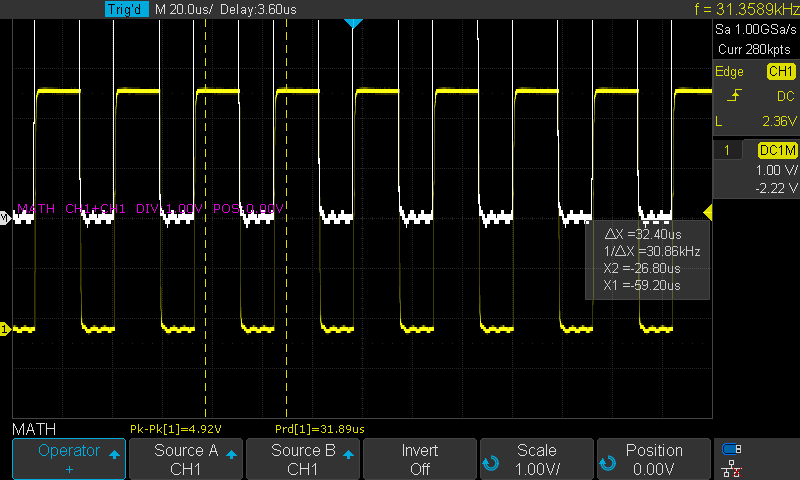 Trig'd M 20.0us/ Delay:3.60us f = 31.3589kHz
Sa 1.00GSa/s
Curr 280kpts
Edge CH1
DC
L 2.36V
1 DC1M
1.00 V/
-2.22 V
M
MATH CH1+CH1 DIV 1.00V POS 0.00V
△X =32.40us
1/△X =30.86kHz
X2 =-26.80us
X1 =-59.20us
1
MATH Pk-Pk[1]=4.92V Prd[1]=31.89us
Operator
+
Source A
CH1
Source B
CH1
Invert
Off
Scale
1.00V/
Position
0.00V